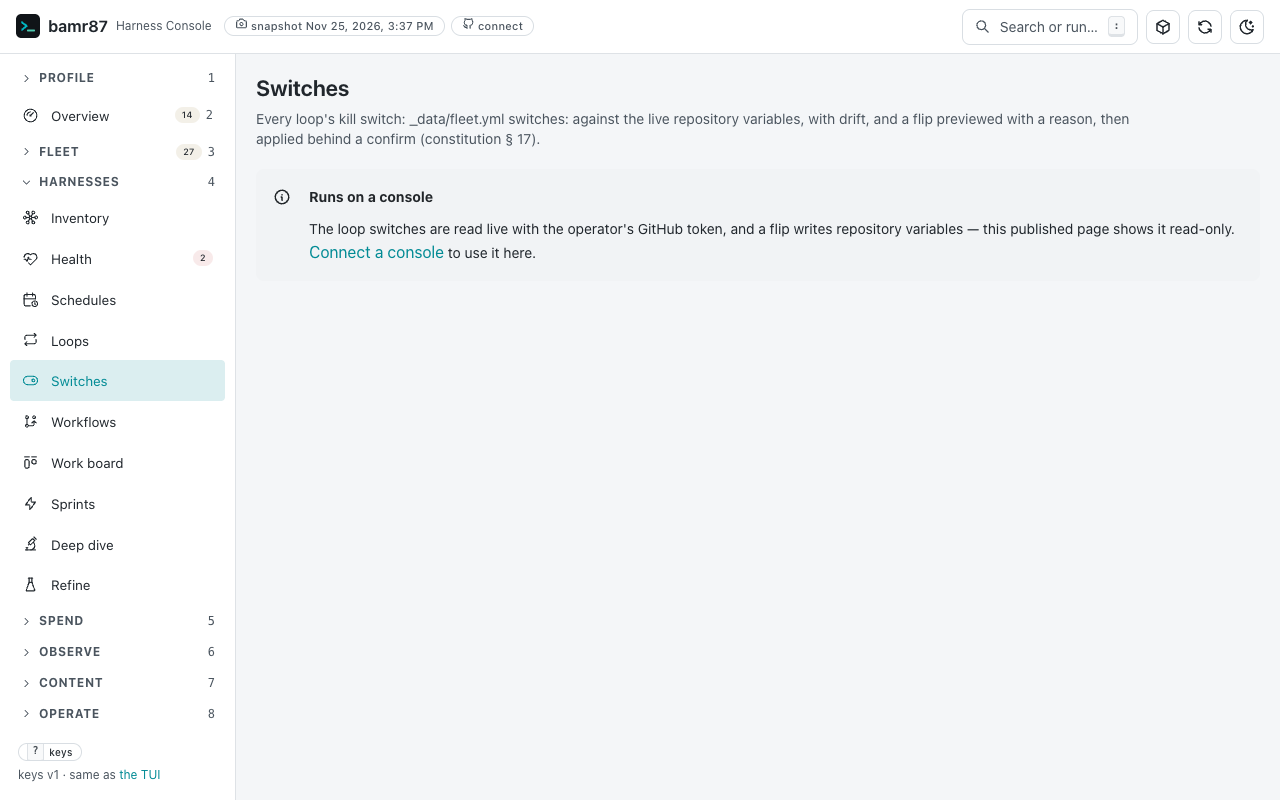 bamr87 Harness Console snapshot Nov 25, 2026, 3:37 PM connect Search or run... :
PROFILE 1
Overview 14 2
FLEET 27 3
HARNESSES 4
Inventory
Health 2
Schedules
Loops
Switches
Workflows
Work board
Sprints
Deep dive
Refine
SPEND 5
OBSERVE 6
CONTENT 7
OPERATE 8
? keys
keys v1 · same as the TUI
Switches
Every loop's kill switch: _data/fleet.yml switches: against the live repository variables, with drift, and a flip previewed with a reason, then
applied behind a confirm (constitution § 17).
Runs on a console
The loop switches are read live with the operator's GitHub token, and a flip writes repository variables — this published page shows it read-only.
Connect a console to use it here.